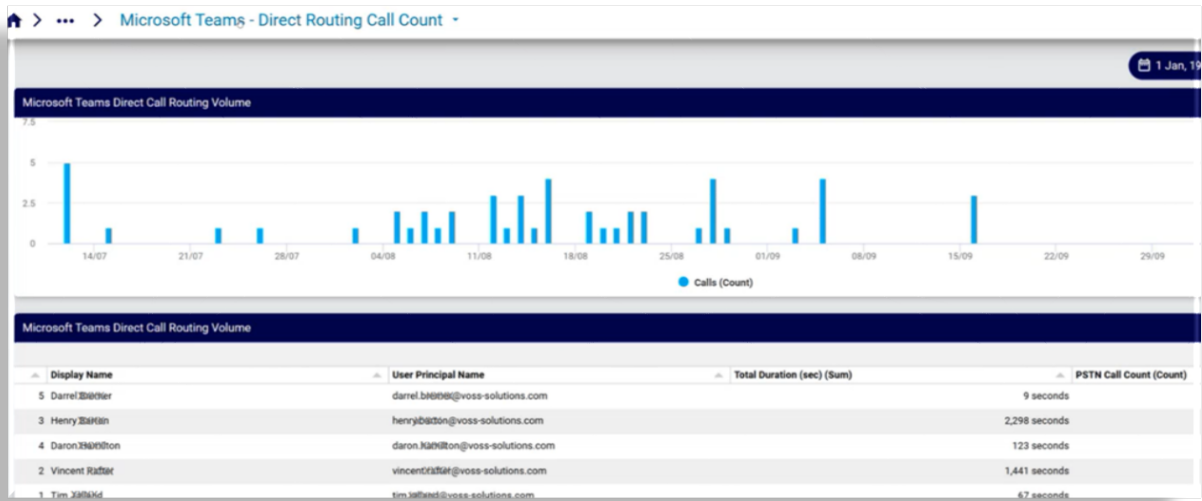 Microsoft Teams - Direct Routing Call Count
1 Jan, 19
Microsoft Teams Direct Call Routing Volume
7.5
5
2.5
0
14/07 21/07 28/07 04/08 11/08 18/08 25/08 01/09 08/09 15/09 22/09 29/09
Calls (Count)
Microsoft Teams Direct Call Routing Volume
Display Name User Principal Name Total Duration (sec) (Sum) PSTN Call Count (Count)
5 Darrel 9 seconds
3 Henry 2,298 seconds
4 Daron 123 seconds
2 Vincent 1,441 seconds
1 Tim 67 seconds